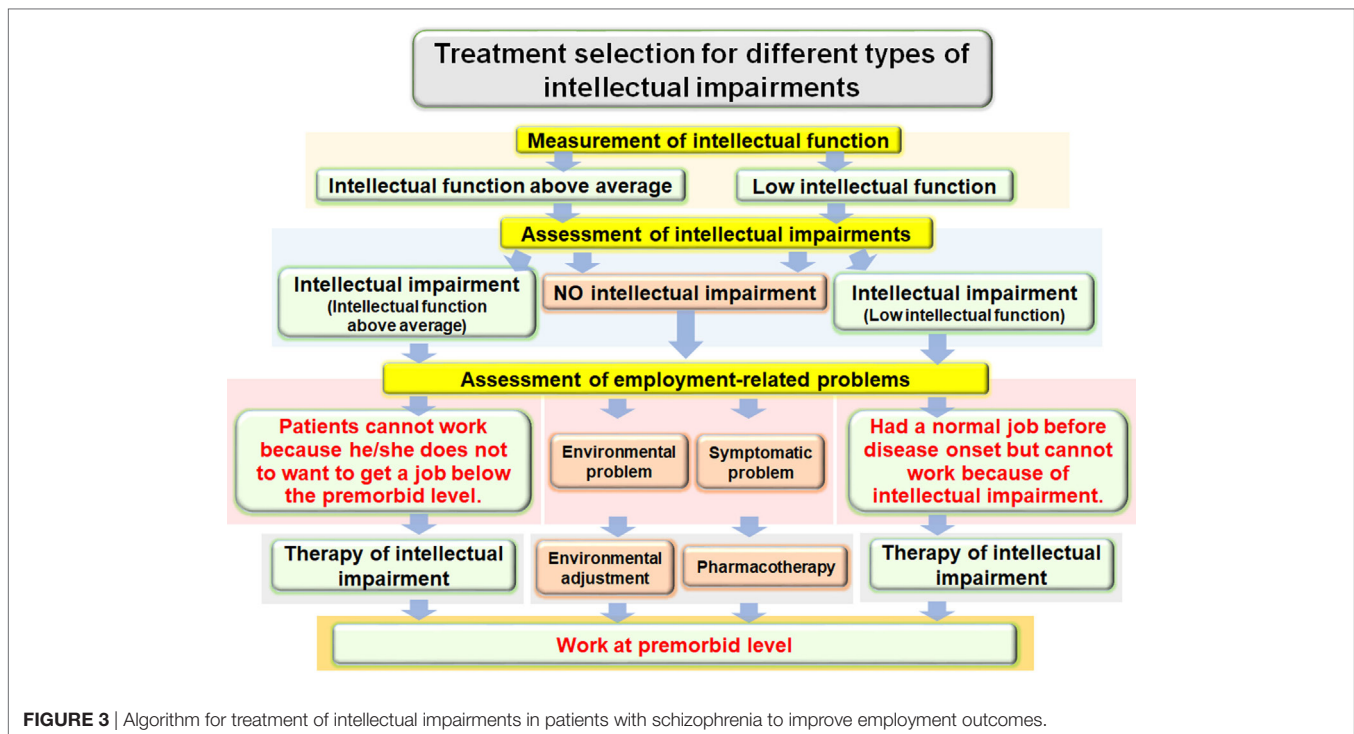 Treatment selection for different types of
intellectual impairments
Measurement of intellectual function
Intellectual function above average
Low intellectual function
Assessment of intellectual impairments
Intellectual impairment
(Intellectual function
above average)
NO intellectual impairment
Intellectual impairment
(Low intellectual function)
Assessment of employment-related problems
Patients cannot work
because he/she does not
to want to get a job below
the premorbid level.
Environmental
problem
Symptomatic
problem
Had a normal job before
disease onset but cannot
work because of
intellectual impairment.
Therapy of intellectual
impairment
Environmental
adjustment
Pharmacotherapy
Therapy of intellectual
impairment
Work at premorbid level
FIGURE 3 | Algorithm for treatment of intellectual impairments in patients with schizophrenia to improve employment outcomes.